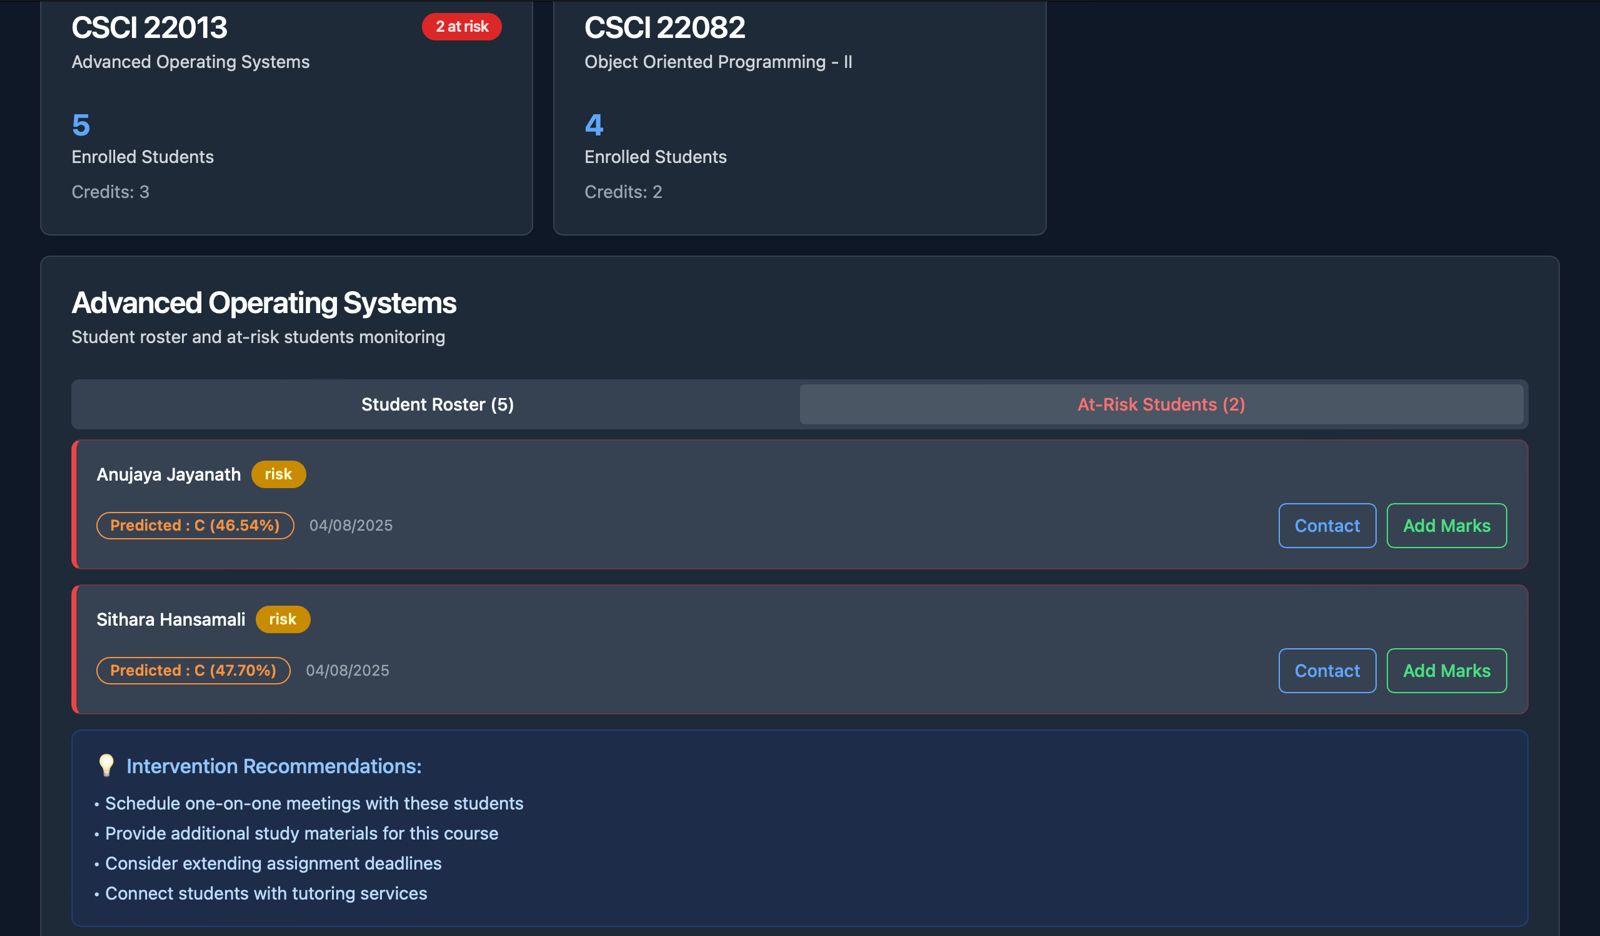 CSCI 22013
2 at risk
Advanced Operating Systems
5
Enrolled Students
Credits: 3
CSCI 22082
Object Oriented Programming - II
4
Enrolled Students
Credits: 2
Advanced Operating Systems
Student roster and at-risk students monitoring
Student Roster (5)
At-Risk Students (2)
Anujaya Jayanath
risk
Predicted : C (46.54%)
04/08/2025
Contact
Add Marks
Sithara Hansamali
risk
Predicted : C (47.70%)
04/08/2025
Contact
Add Marks
💡 Intervention Recommendations:
• Schedule one-on-one meetings with these students
• Provide additional study materials for this course
• Consider extending assignment deadlines
• Connect students with tutoring services